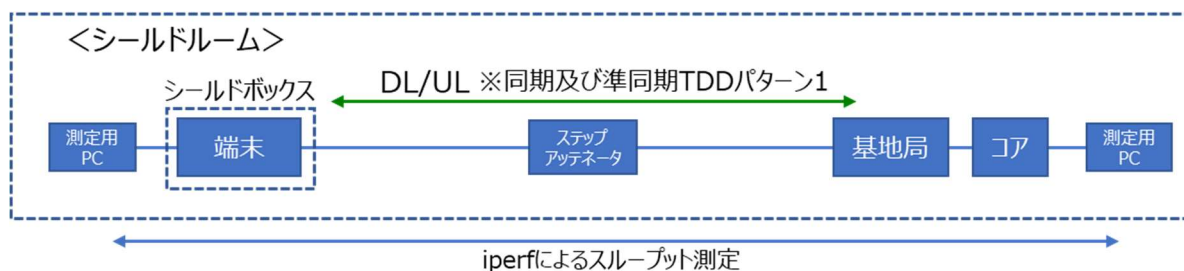 <シールドルーム>
シールドボックス
DL/UL ※同期及び準同期TDDパターン1
測定用
PC
端末
ステップ
アッテネータ
基地局
コア
測定用
PC
iperfによるスループット測定